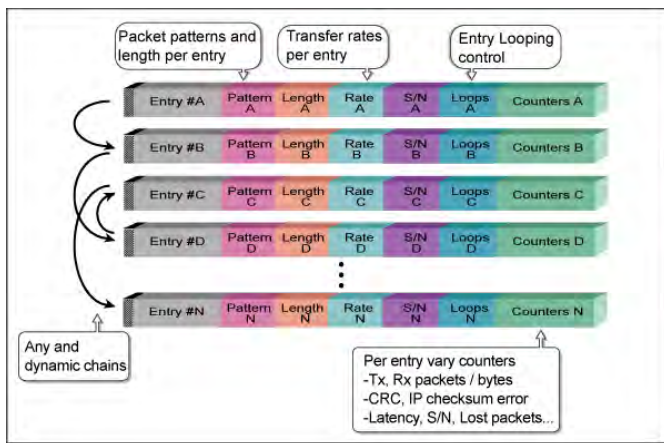 Packet patterns and
length per entry
Transfer rates
per entry
Entry Looping
control
Entry #A Pattern A Length A Rate A S/N A Loops A Counters A
Entry #B Pattern B Length B Rate B S/N B Loops B Counters B
Entry #C Pattern C Length C Rate C S/N C Loops C Counters C
Entry #D Pattern D Length D Rate D S/N D Loops D Counters D
Entry #N Pattern N Length N Rate N S/N N Loops N Counters N
Any and
dynamic chains
Per entry vary counters
-Tx, Rx packets / bytes
-CRC, IP checksum error
-Latency, S/N, Lost packets...